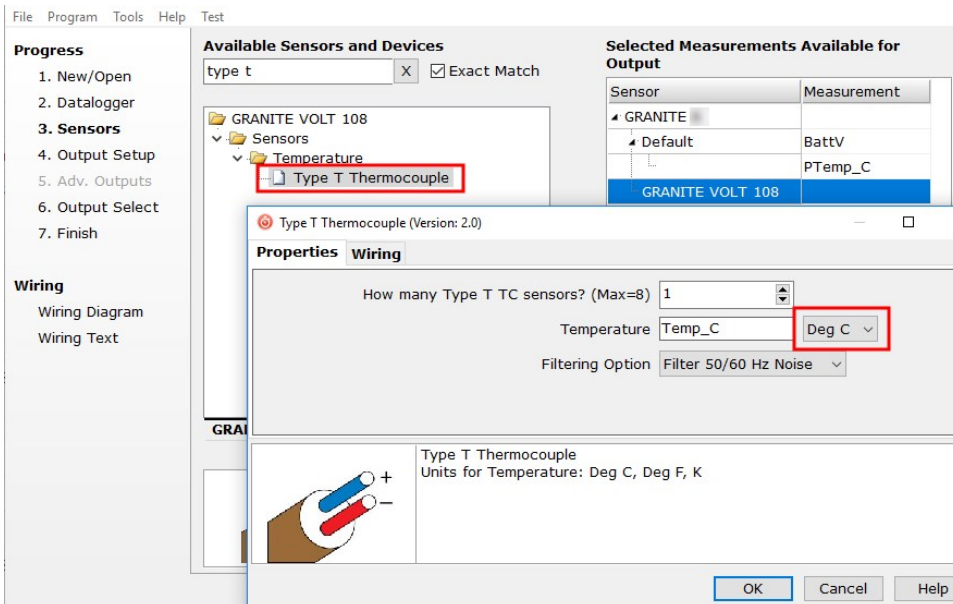 File Program Tools Help Test
Progress
1. New/Open
2. Datalogger
3. Sensors
4. Output Setup
5. Adv. Outputs
6. Output Select
7. Finish
Wiring
Wiring Diagram
Wiring Text
Available Sensors and Devices
type t X Exact Match
GRANITE VOLT 108
Sensors
Temperature
Type T Thermocouple
GRA
Selected Measurements Available for
Output
Sensor Measurement
GRANITE
Default BattV
PTemp_C
GRANITE VOLT 108
Type T Thermocouple (Version: 2.0)
Properties Wiring
How many Type T TC sensors? (Max=8) 1
Temperature Temp_C Deg C
Filtering Option Filter 50/60 Hz Noise
+
−
Type T Thermocouple
Units for Temperature: Deg C, Deg F, K
OK Cancel Help